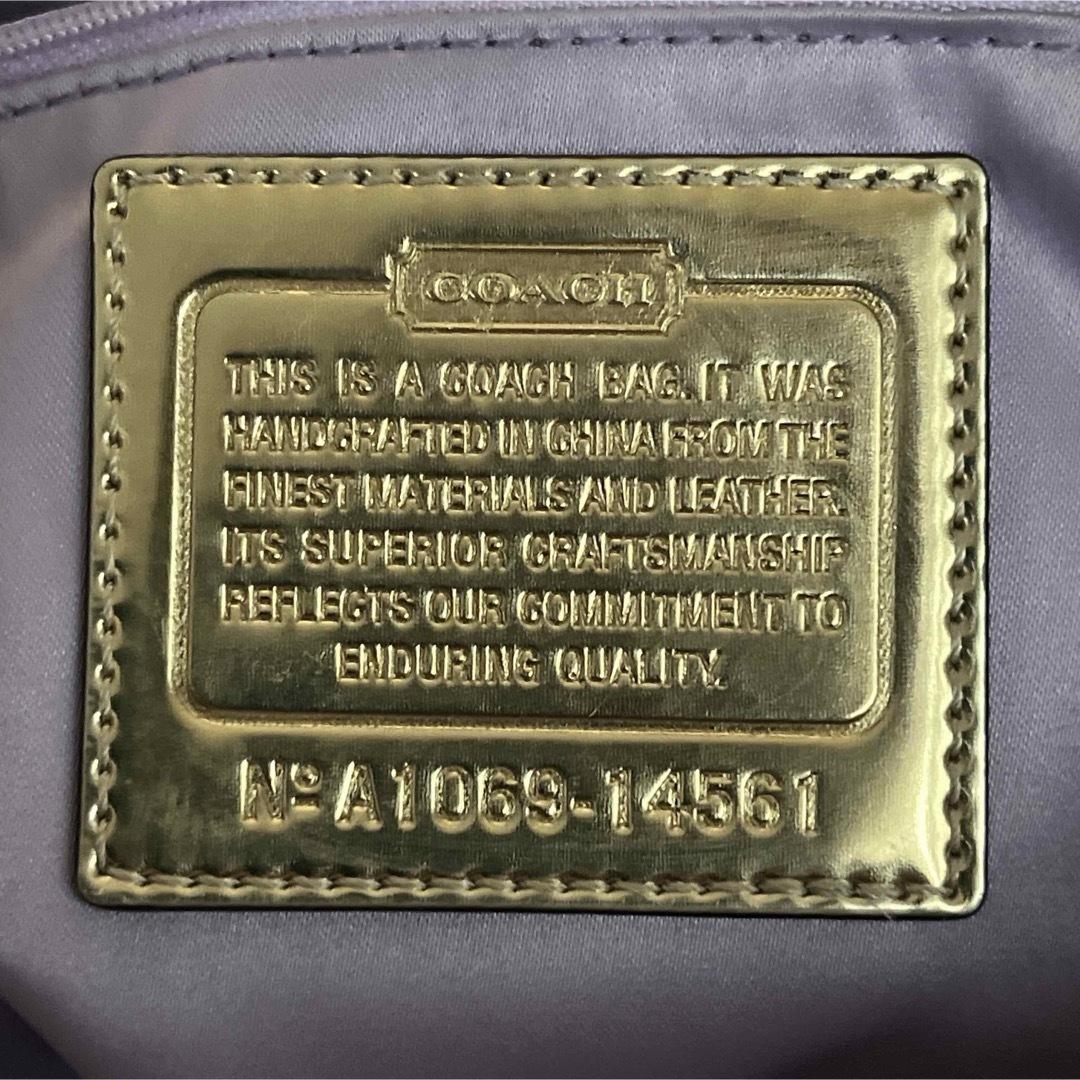 COACH
THIS IS A COACH BAG. IT WAS
HANDCRAFTED IN CHINA FROM THE
FINEST MATERIALS AND LEATHER.
ITS SUPERIOR CRAFTSMANSHIP
REFLECTS OUR COMMITMENT TO
ENDURING QUALITY.
Nº A1069-14561